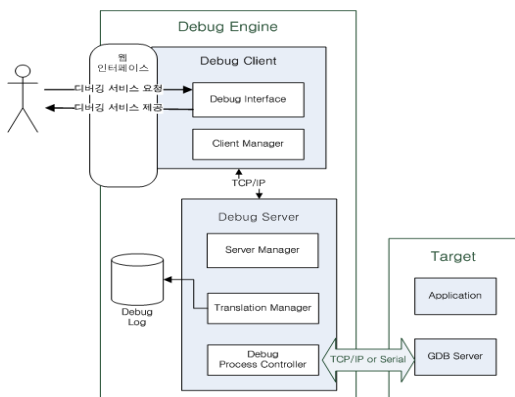 Debug Engine
웹
인터페이스
Debug Client
디버깅 서비스 요청
Debug Interface
디버깅 서비스 제공
Client Manager
TCP/IP
Debug Server
Server Manager
Target
Application
Translation Manager
Debug
Log
Debug
Process Controller
TCP/IP or Serial
GDB Server